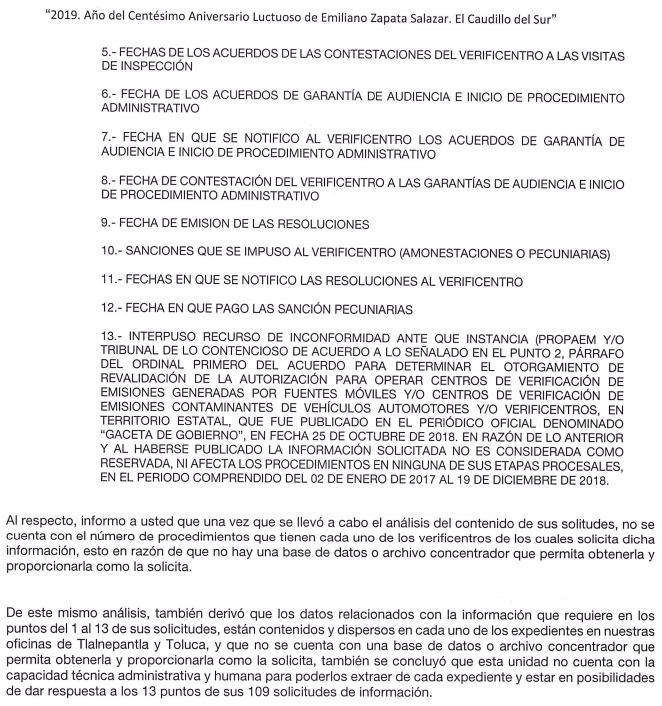 “2019. Año del Centésimo Aniversario Luctuoso de Emiliano Zapata Salazar. El Caudillo del Sur”
5.- FECHAS DE LOS ACUERDOS DE LAS CONTESTACIONES DEL VERIFICENTRO A LAS VISITAS
DE INSPECCIÓN
6.- FECHA DE LOS ACUERDOS DE GARANTÍA DE AUDIENCIA E INICIO DE PROCEDIMIENTO
ADMINISTRATIVO
7.- FECHA EN QUE SE NOTIFICO AL VERIFICENTRO LOS ACUERDOS DE GARANTÍA DE
AUDIENCIA E INICIO DE PROCEDIMIENTO ADMINISTRATIVO
8.- FECHA DE CONTESTACIÓN DEL VERIFICENTRO A LAS GARANTÍAS DE AUDIENCIA E INICIO
DE PROCEDIMIENTO ADMINISTRATIVO
9.- FECHA DE EMISION DE LAS RESOLUCIONES
10.- SANCIONES QUE SE IMPUSO AL VERIFICENTRO (AMONESTACIONES O PECUNIARIAS)
11.- FECHAS EN QUE SE NOTIFICO LAS RESOLUCIONES AL VERIFICENTRO
12.- FECHA EN QUE PAGO LAS SANCIÓN PECUNIARIAS
13.- INTERPUSO RECURSO DE INCONFORMIDAD ANTE QUE INSTANCIA (PROPAEM Y/O
TRIBUNAL DE LO CONTENCIOSO DE ACUERDO A LO SEÑALADO EN EL PUNTO 2, PÁRRAFO
DEL ORDINAL PRIMERO DEL ACUERDO PARA DETERMINAR EL OTORGAMIENTO DE
REVALIDACIÓN DE LA AUTORIZACIÓN PARA OPERAR CENTROS DE VERIFICACIÓN DE
EMISIONES GENERADAS POR FUENTES MÓVILES Y/O CENTROS DE VERIFICACIÓN DE
EMISIONES CONTAMINANTES DE VEHÍCULOS AUTOMOTORES Y/O VERIFICENTROS, EN
TERRITORIO ESTATAL, QUE FUE PUBLICADO EN EL PERIÓDICO OFICIAL DENOMINADO
“GACETA DE GOBIERNO”, EN FECHA 25 DE OCTUBRE DE 2018. EN RAZÓN DE LO ANTERIOR
Y AL HABERSE PUBLICADO LA INFORMACIÓN SOLICITADA NO ES CONSIDERADA COMO
RESERVADA, NI AFECTA LOS PROCEDIMIENTOS EN NINGUNA DE SUS ETAPAS PROCESALES,
EN EL PERIODO COMPRENDIDO DEL 02 DE ENERO DE 2017 AL 19 DE DICIEMBRE DE 2018.
Al respecto, informo a usted que una vez que se llevó a cabo el análisis del contenido de sus solitudes, no se
cuenta con el número de procedimientos que tienen cada uno de los verificentros de los cuales solicita dicha
información, esto en razón de que no hay una base de datos o archivo concentrador que permita obtenerla y
proporcionarla como la solicita.
De este mismo análisis, también derivó que los datos relacionados con la información que requiere en los
puntos del 1 al 13 de sus solicitudes, están contenidos y dispersos en cada uno de los expedientes en nuestras
oficinas de Tlalnepantla y Toluca, y que no se cuenta con una base de datos o archivo concentrador que
permita obtenerla y proporcionarla como la solicita, también se concluyó que esta unidad no cuenta con la
capacidad técnica administrativa y humana para poderlos extraer de cada expediente y estar en posibilidades
de dar respuesta a los 13 puntos de sus 109 solicitudes de información.